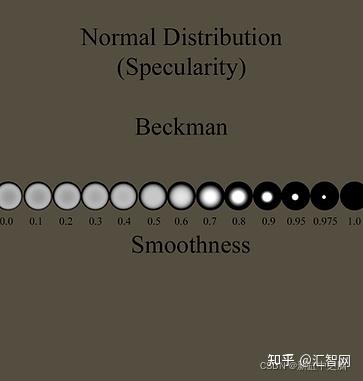 Normal Distribution
(Specularity)
Beckman
0.0 0.1 0.2 0.3 0.4 0.5 0.6 0.7 0.8 0.9 0.95 0.975 1.0
Smoothness
知乎 @汇智网